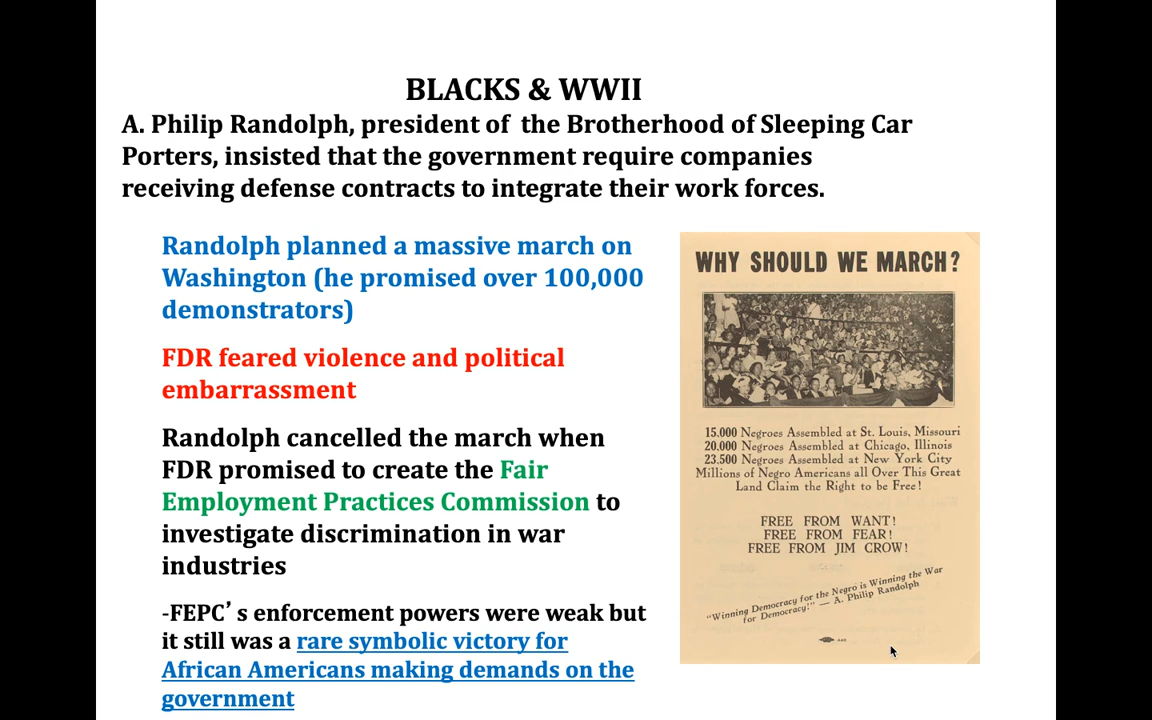 BLACKS & WWII
A. Philip Randolph, president of the Brotherhood of Sleeping Car
Porters, insisted that the government require companies
receiving defense contracts to integrate their work forces.
Randolph planned a massive march on
Washington (he promised over 100,000
demonstrators)
FDR feared violence and political
embarrassment
Randolph cancelled the march when
FDR promised to create the Fair
Employment Practices Commission to
investigate discrimination in war
industries
-FEPC’s enforcement powers were weak but
it still was a rare symbolic victory for
African Americans making demands on the
government
WHY SHOULD WE MARCH?
15.000 Negroes Assembled at St. Louis, Missouri
20.000 Negroes Assembled at Chicago, Illinois
23.500 Negroes Assembled at New York City
Millions of Negro Americans all Over This Great
Land Claim the Right to be Free!
FREE FROM WANT!
FREE FROM FEAR!
FREE FROM JIM CROW!
"Winning Democracy for the Negro is Winning the War
for Democracy!" — A. Philip Randolph